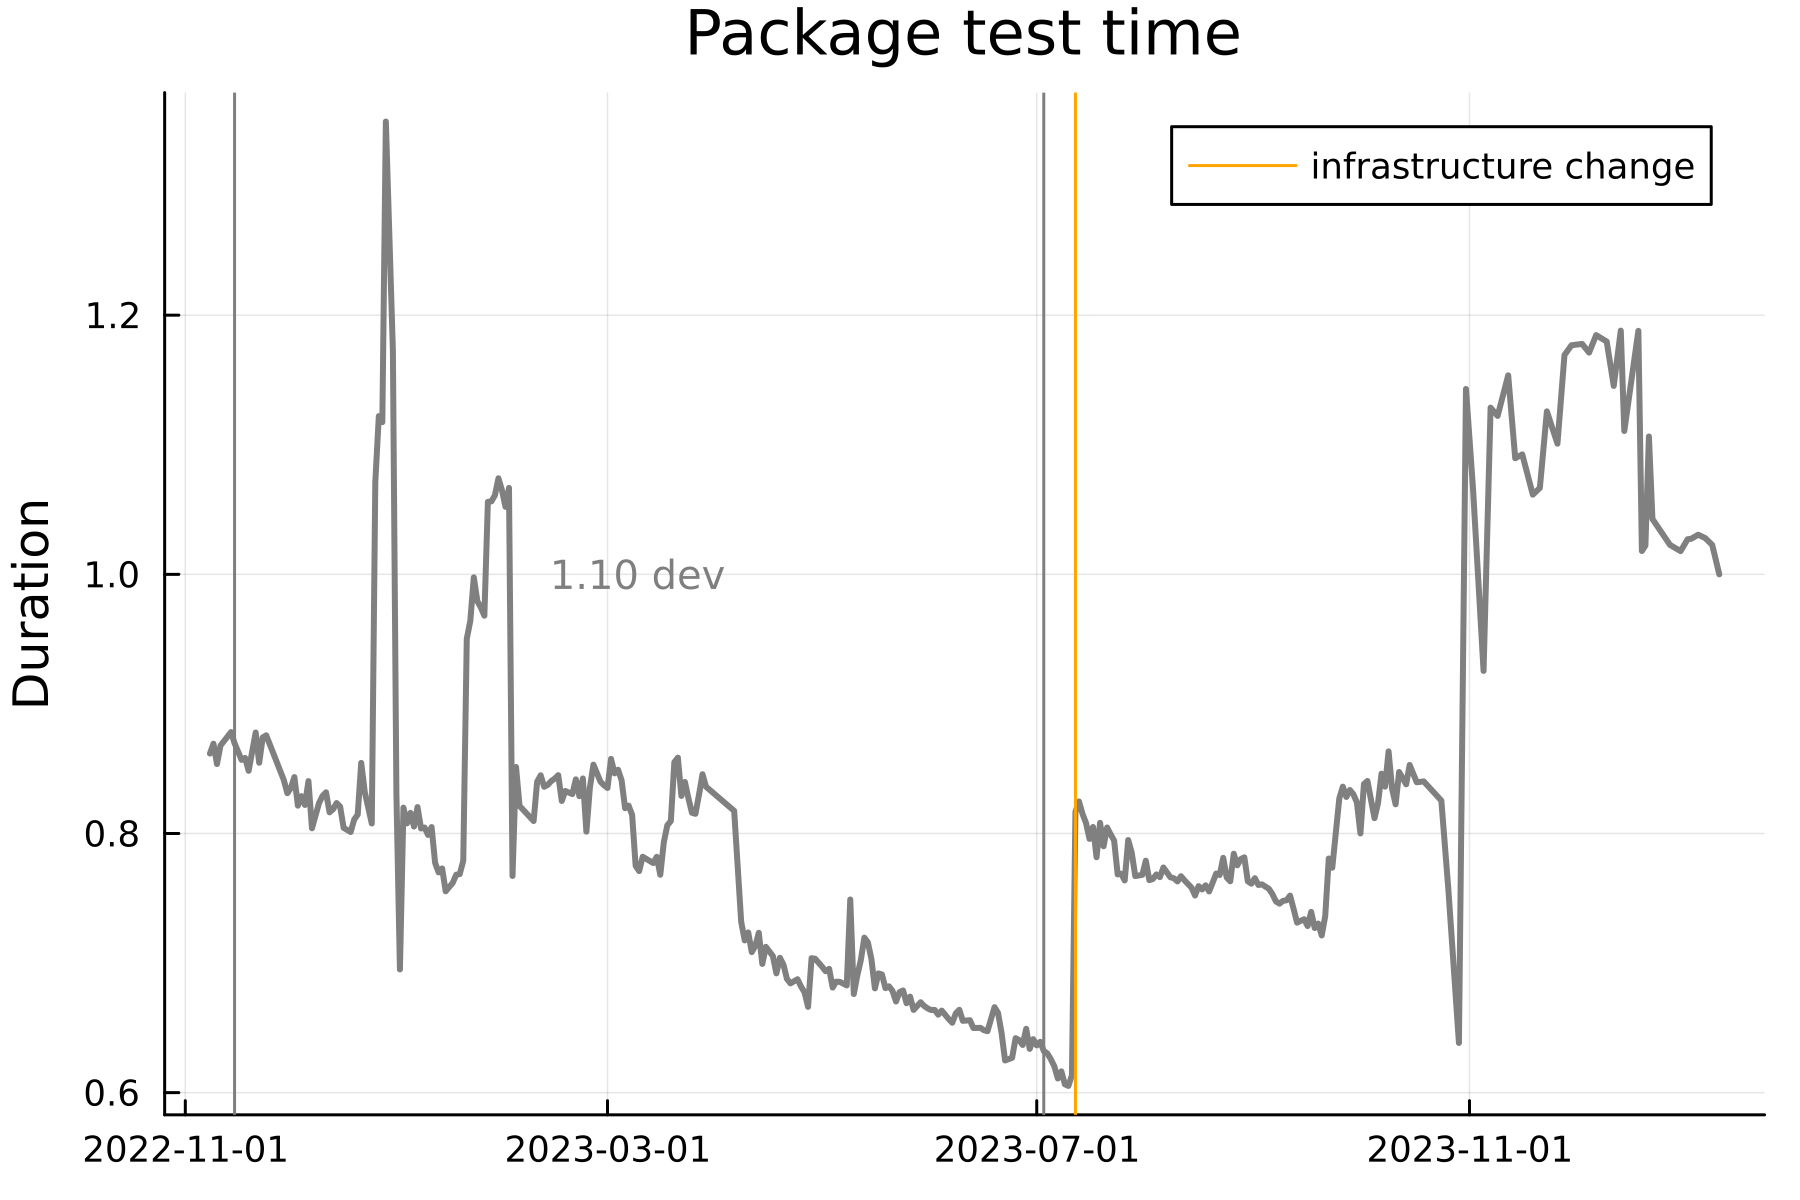 Package test time
infrastructure change
1.2
1.0
0.8
0.6
Duration
1.10 dev
2022-11-01
2023-03-01
2023-07-01
2023-11-01